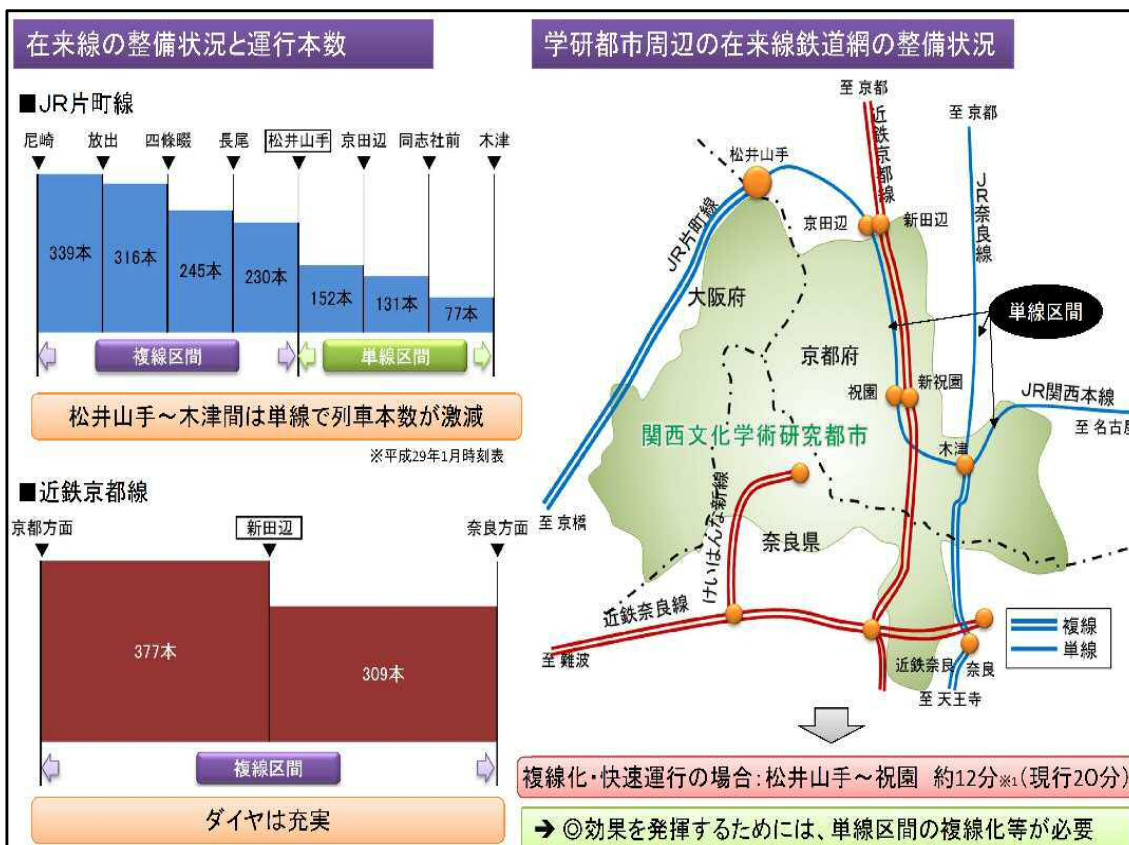 在来線の整備状況と運行本数
■JR片町線
尼崎
放出
四條畷
長尾
松井山手
京田辺
同志社前
木津
339本
316本
245本
230本
152本
131本
77本
複線区間
単線区間
松井山手～木津間は単線で列車本数が激減
※平成29年1月時刻表
■近鉄京都線
京都方面
新田辺
奈良方面
377本
309本
複線区間
ダイヤは充実
学研都市周辺の在来線鉄道網の整備状況
至 京都
至 京都
近鉄京都線
JR奈良線
松井山手
JR片町線
京田辺
新田辺
大阪府
単線区間
京都府
祝園
新祝園
JR関西本線
至 名古屋
関西文化学術研究都市
木津
至 京橋
けいはんな新線
奈良県
近鉄奈良線
至 難波
近鉄奈良
奈良
至 天王寺
複線
単線
複線化・快速運行の場合:松井山手～祝園 約12分※1(現行20分)
➔ ◎効果を発揮するためには、単線区間の複線化等が必要